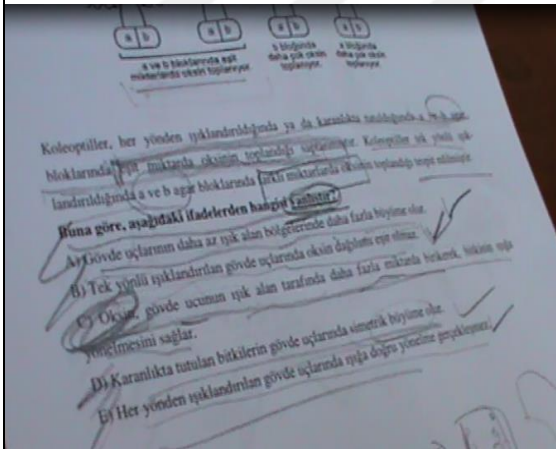 a b
a b
a ve b bloklarında eşit
miktarlarda oksin toplanıyor.
b bloğunda
daha çok oksin
toplanıyor.
a bloğunda
daha çok oksin
toplanıyor.
Koleoptiller, her yönden ışıklandırıldığında ya da karanlıkta tutulduğunda a ve b agar
bloklarında eşit miktarda oksinin toplandığı saptanmıştır. Koleoptiller tek yönlü ışık-
landırıldığında a ve b agar bloklarında farklı miktarlarda oksinin toplandığı tespit edilmiştir.
Buna göre, aşağıdaki ifadelerden hangisi yanlıştır?
A) Gövde uçlarının daha az ışık alan bölgelerinde daha fazla büyüme olur.
B) Tek yönlü ışıklandırılan gövde uçlarında oksin dağılımı eşit olmaz.
C) Oksin, gövde ucunun ışık alan tarafında daha fazla miktarda birikerek, bitkinin ışığa
yönelmesini sağlar.
D) Karanlıkta tutulan bitkilerin gövde uçlarında simetrik büyüme olur.
E) Her yönden ışıklandırılan gövde uçlarında ışığa doğru yönelme gerçekleşmez.